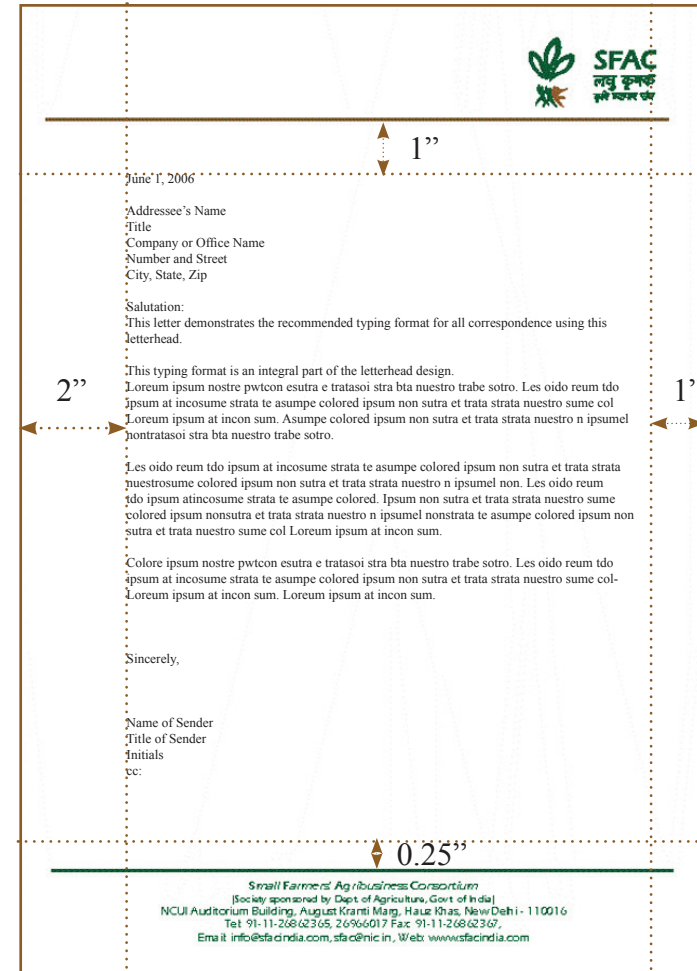 SFAC
लघु कृषक
कृषि व्यापार संघ
1”
June 1, 2006
Addressee’s Name
Title
Company or Office Name
Number and Street
City, State, Zip
Salutation:
This letter demonstrates the recommended typing format for all correspondence using this
letterhead.
This typing format is an integral part of the letterhead design.
Loreum ipsum nostre pwtcon esutra e tratasoi stra bta nuestro trabe sotro. Les oido reum tdo
ipsum at incosume strata te asumpe colored ipsum non sutra et trata strata nuestro sume col
Loreum ipsum at incon sum. Asumpe colored ipsum non sutra et trata strata nuestro n ipsumel
nontratasoi stra bta nuestro trabe sotro.
2”
1”
Les oido reum tdo ipsum at incosume strata te asumpe colored ipsum non sutra et trata strata
nuestrosume colored ipsum non sutra et trata strata nuestro n ipsumel non. Les oido reum
tdo ipsum atincosume strata te asumpe colored. Ipsum non sutra et trata strata nuestro sume
colored ipsum nonsutra et trata strata nuestro n ipsumel nonstrata te asumpe colored ipsum non
sutra et trata nuestro sume col Loreum ipsum at incon sum.
Colore ipsum nostre pwtcon esutra e tratasoi stra bta nuestro trabe sotro. Les oido reum tdo
ipsum at incosume strata te asumpe colored ipsum non sutra et trata strata nuestro sume col-
Loreum ipsum at incon sum. Loreum ipsum at incon sum.
Sincerely,
Name of Sender
Title of Sender
Initials
cc:
0.25”
Small Farmers' Agribusiness Consortium
(Society sponsored by Dept. of Agriculture, Govt of India)
NCUI Auditorium Building, August Kranti Marg, Hauz Khas, New Delhi - 110016
Tel: 91-11-26862365, 26966017 Fax: 91-11-26862367,
Email: info@sfacindia.com, sfac@nic.in, Web: www.sfacindia.com